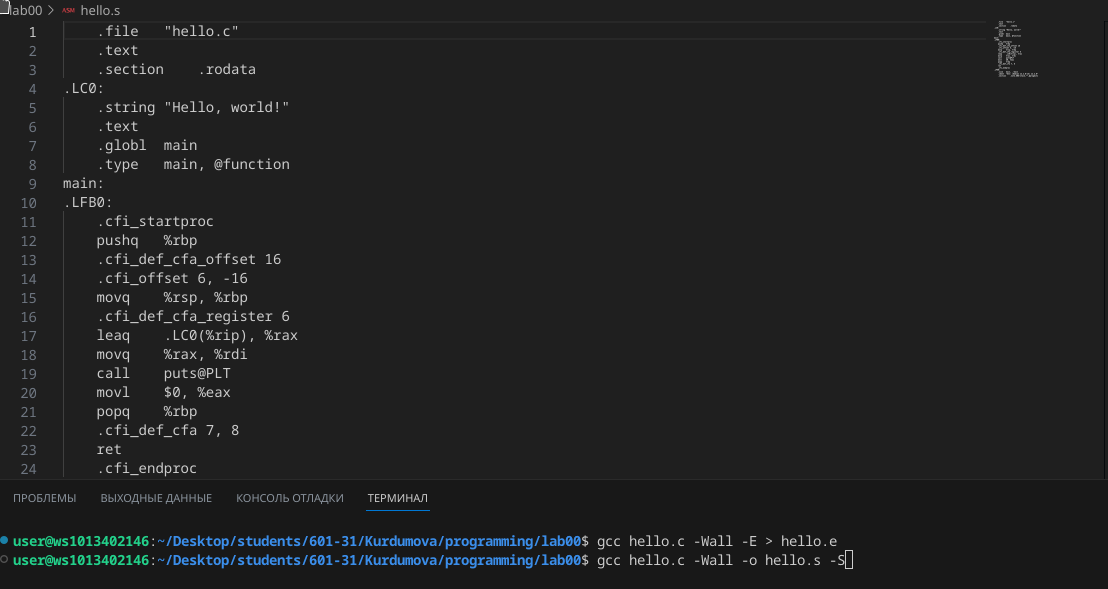 lab00 > ASM hello.s
1 .file "hello.c"
2 .text
3 .section .rodata
4 .LC0:
5 .string "Hello, world!"
6 .text
7 .globl main
8 .type main, @function
9 main:
10 .LFB0:
11 .cfi_startproc
12 pushq %rbp
13 .cfi_def_cfa_offset 16
14 .cfi_offset 6, -16
15 movq %rsp, %rbp
16 .cfi_def_cfa_register 6
17 leaq .LC0(%rip), %rax
18 movq %rax, %rdi
19 call puts@PLT
20 movl $0, %eax
21 popq %rbp
22 .cfi_def_cfa 7, 8
23 ret
24 .cfi_endproc
ПРОБЛЕМЫ ВЫХОДНЫЕ ДАННЫЕ КОНСОЛЬ ОТЛАДКИ ТЕРМИНАЛ
user@ws1013402146:~/Desktop/students/601-31/Kurdumova/programming/lab00$ gcc hello.c -Wall -E > hello.e
user@ws1013402146:~/Desktop/students/601-31/Kurdumova/programming/lab00$ gcc hello.c -Wall -o hello.s -S